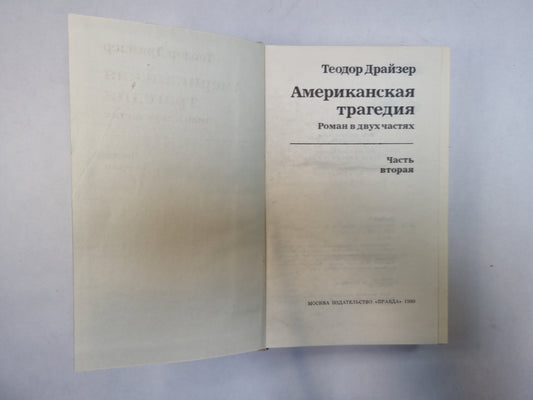 Теодор Драйзер
Американская
трагедия
Роман в двух частях
Часть
вторая
МОСКВА ИЗДАТЕЛЬСТВО «ПРАВДА»